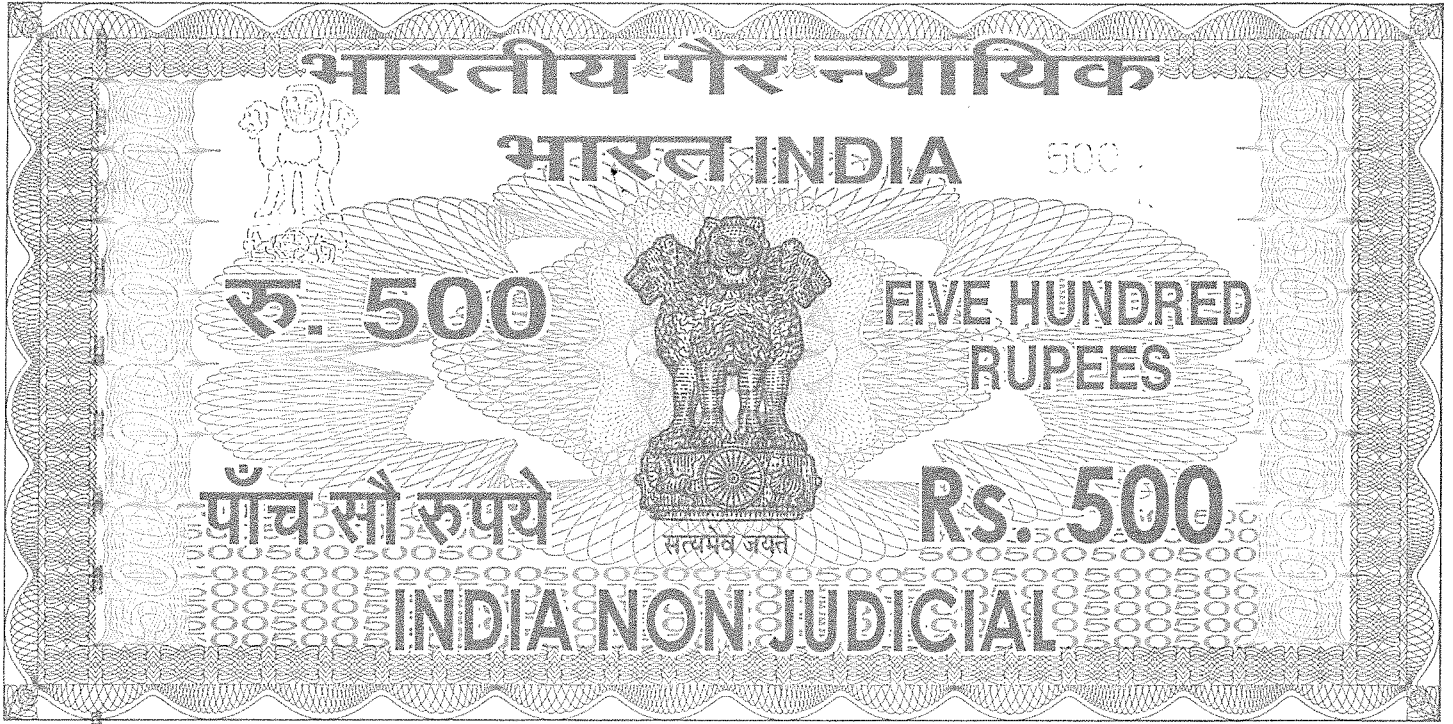 भारतीय गैर न्यायिक
भारत INDIA 500
रु. 500
FIVE HUNDRED
RUPEES
पाँच सौ रुपये
Rs. 500
सत्यमेव जयते
INDIA NON JUDICIAL